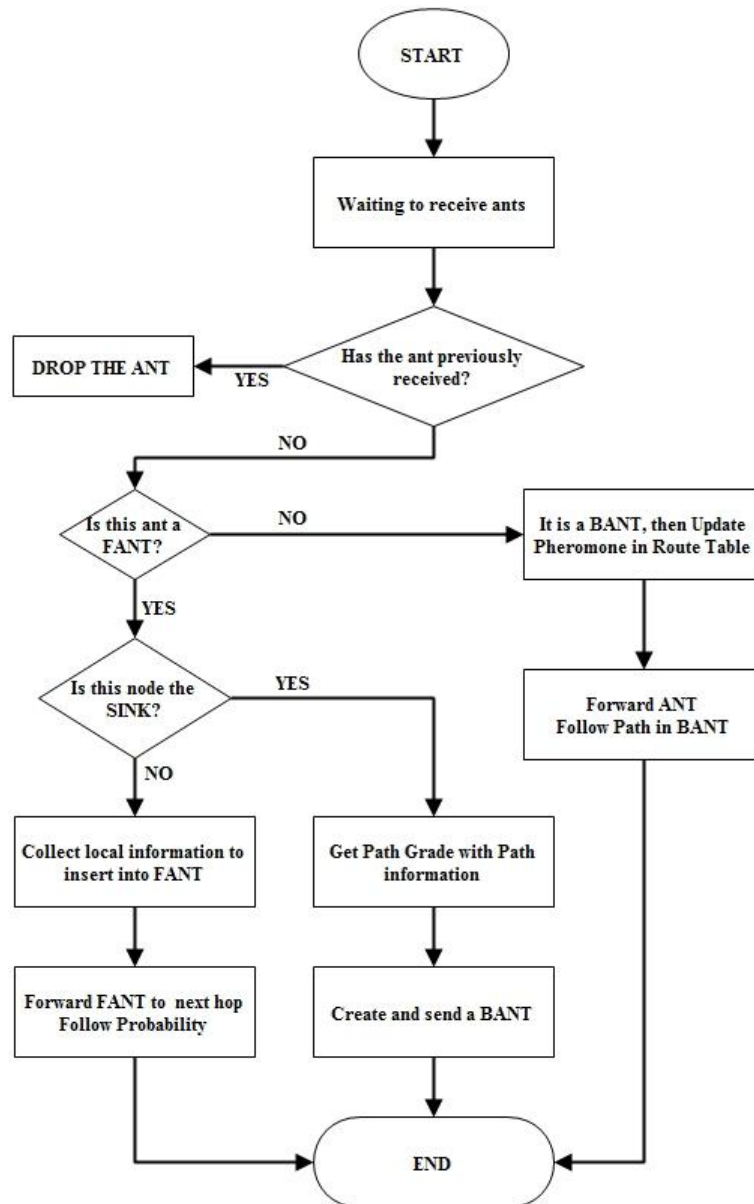 START
Waiting to receive ants
Has the ant previously
received?
YES
DROP THE ANT
NO
Is this ant a
FANT?
NO
It is a BANT, then Update
Pheromone in Route Table
YES
Is this node the
SINK?
YES
Forward ANT
Follow Path in BANT
NO
Collect local information to
insert into FANT
Get Path Grade with Path
information
Forward FANT to next hop
Follow Probability
Create and send a BANT
END